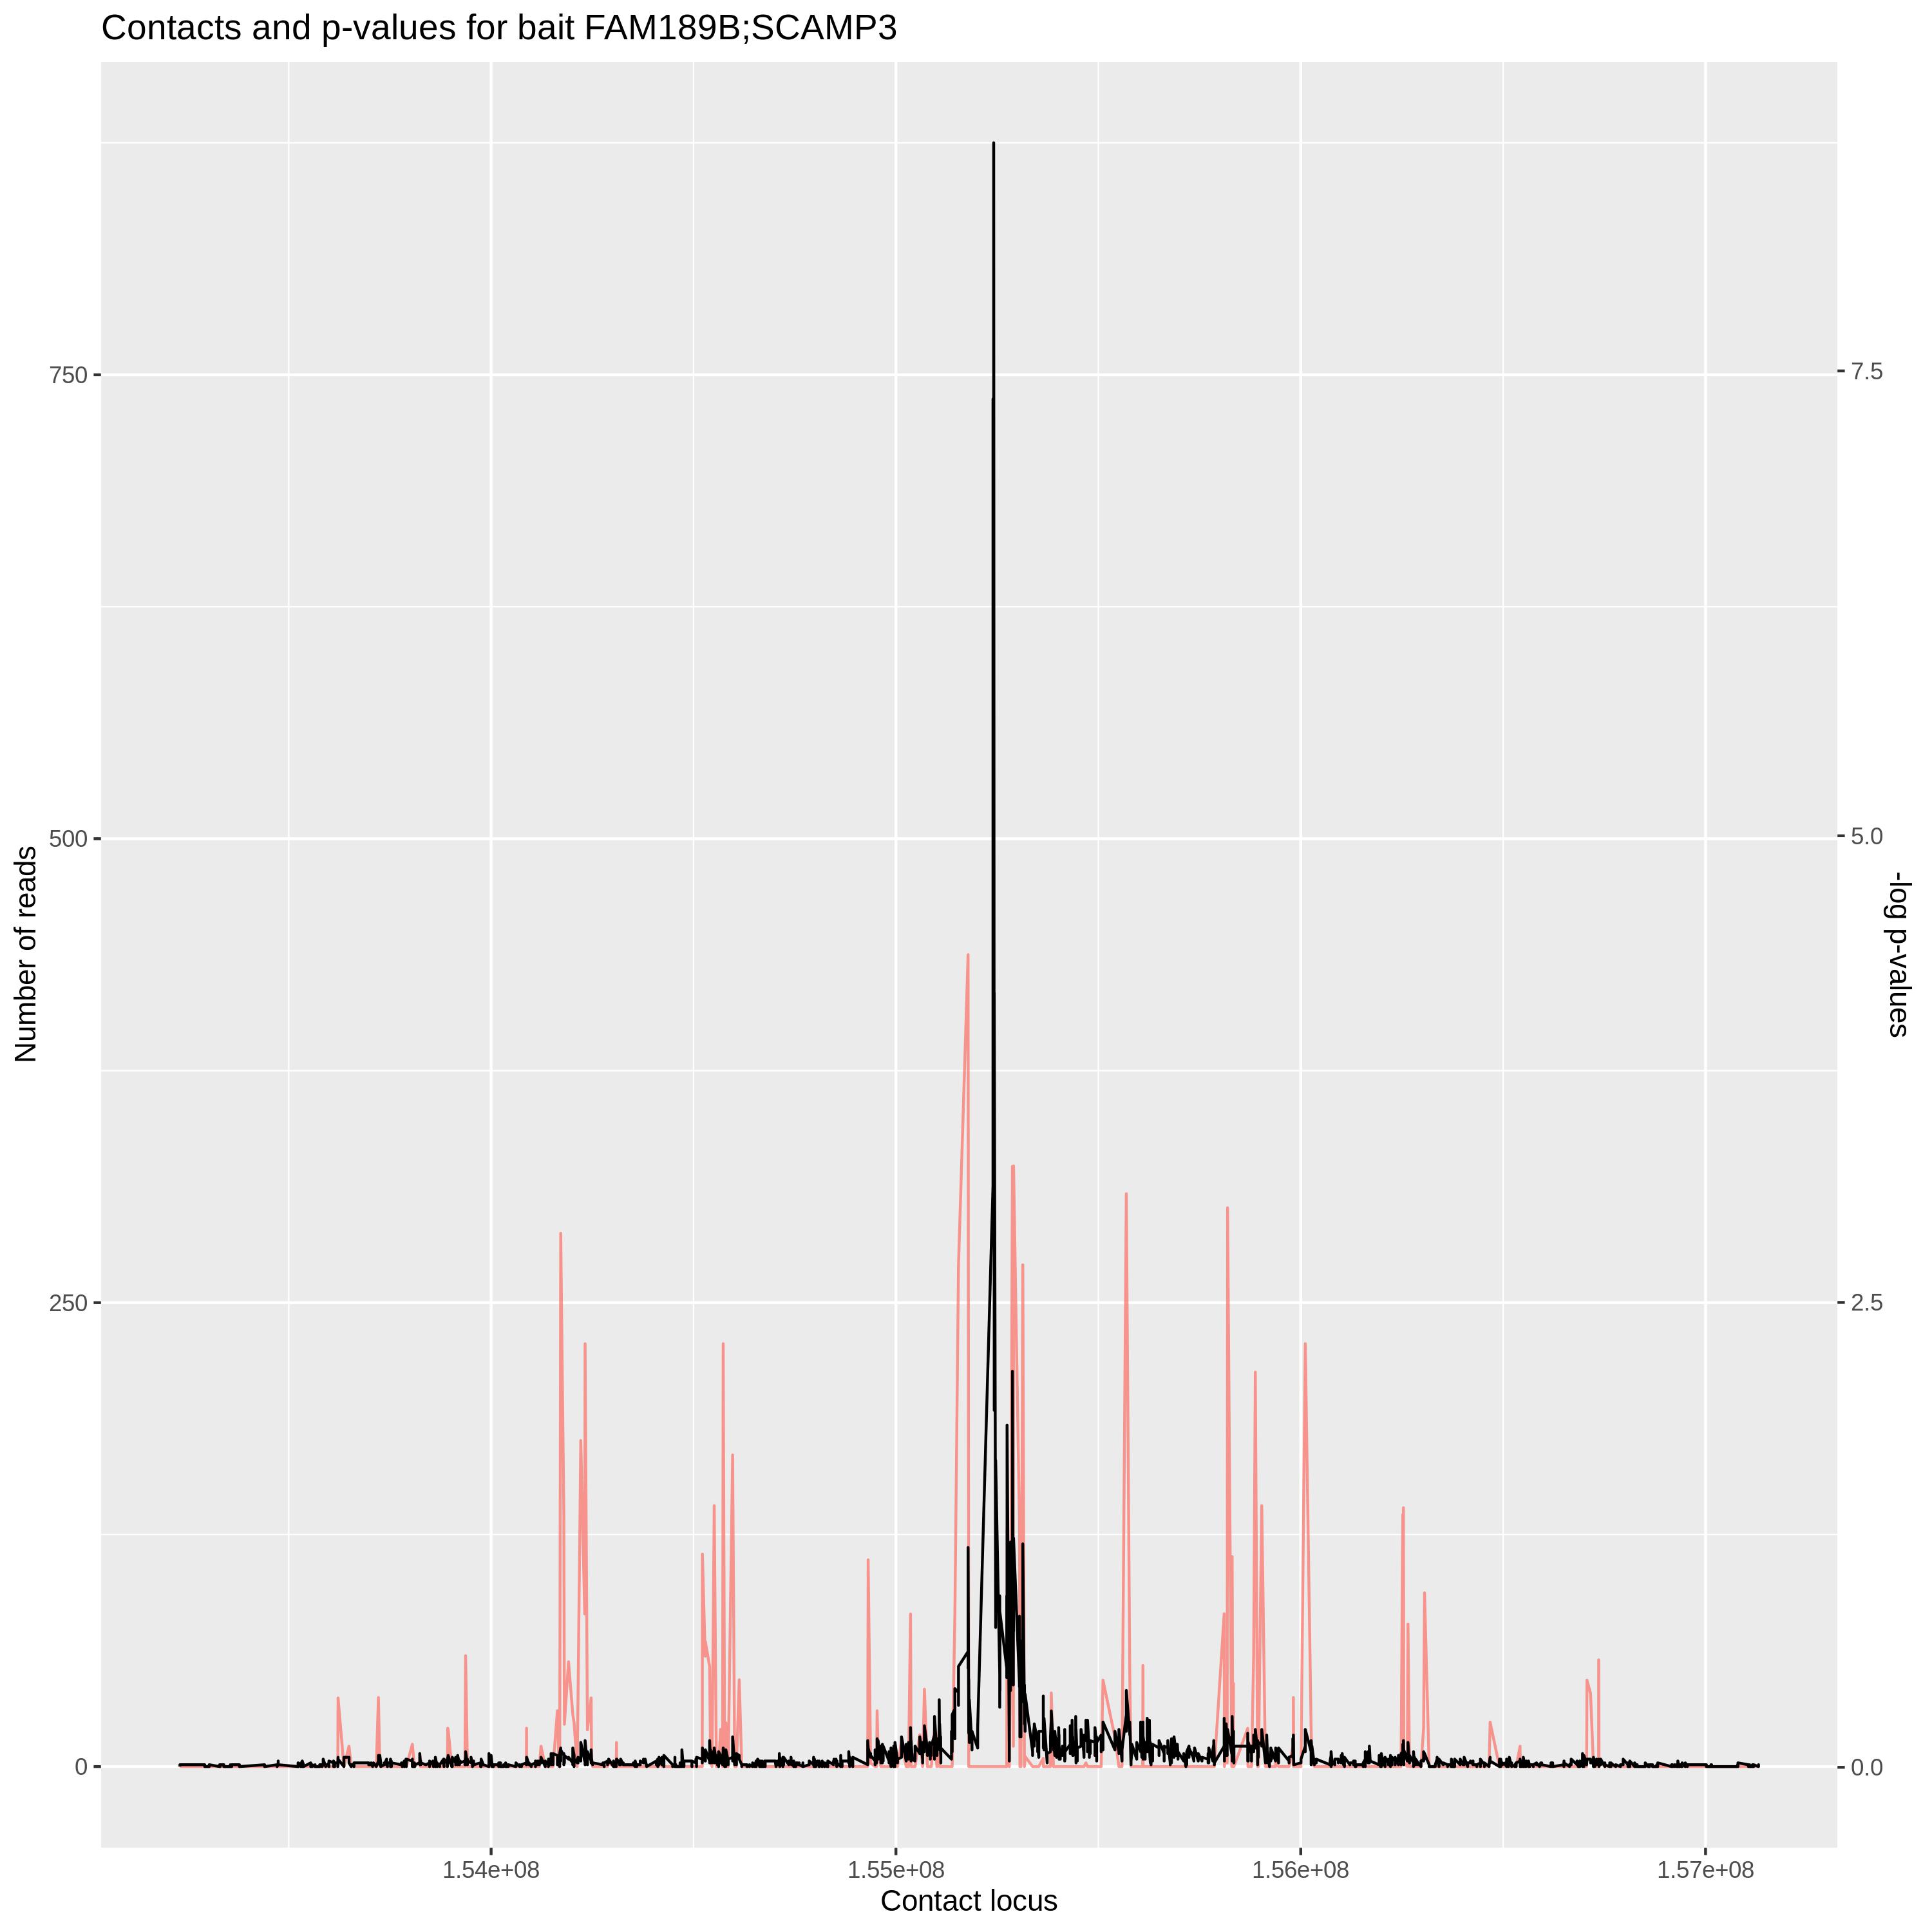 Contacts and p-values for bait FAM189B;SCAMP3
750
500
250
0
Number of reads
7.5
5.0
2.5
0.0
-log p-values
1.54e+08
1.55e+08
1.56e+08
1.57e+08
Contact locus